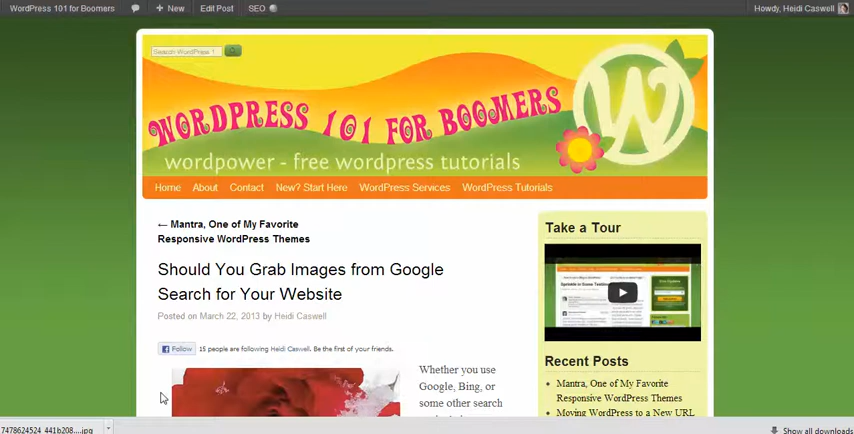 WordPress 101 for Boomers New Edit Post SEO Howdy, Heidi Caswell
Search WordPress 1
WORDPRESS 101 FOR BOOMERS
W
wordpower - free wordpress tutorials
Home About Contact New? Start Here WordPress Services WordPress Tutorials
← Mantra, One of My Favorite
Responsive WordPress Themes
Should You Grab Images from Google
Search for Your Website
Posted on March 22, 2013 by Heidi Caswell
Follow 15 people are following Heidi Caswell. Be the first of your friends.
Whether you use
Google, Bing, or
some other search
Take a Tour
Recent Posts
Mantra, One of My Favorite
Responsive WordPress Themes
Moving WordPress to a New URL
7478624524_441b208....jpg Show all downloads